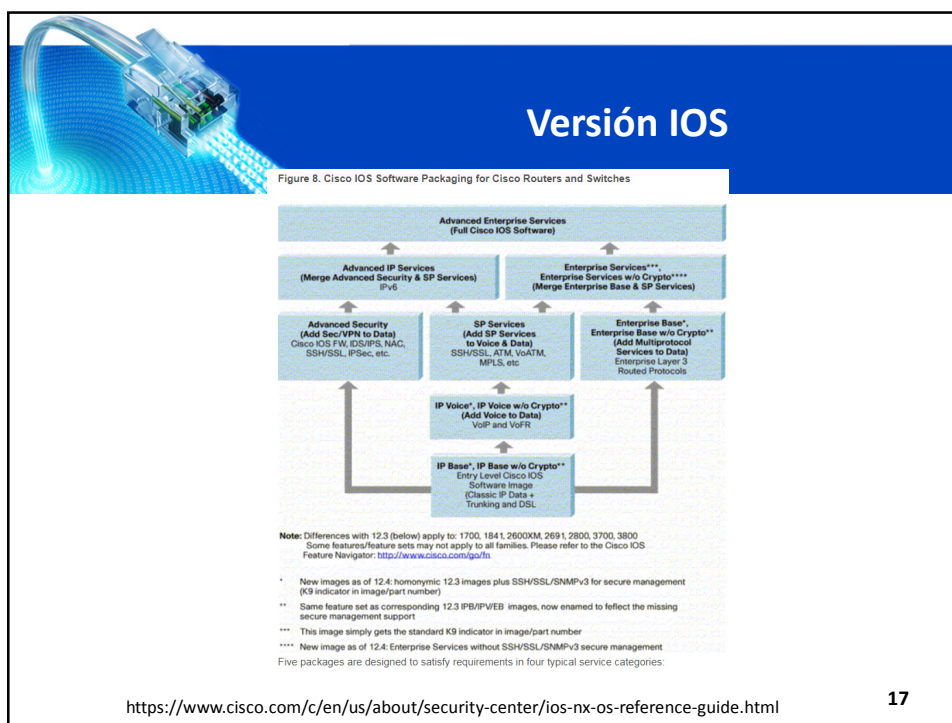 Versión IOS
Figure 8. Cisco IOS Software Packaging for Cisco Routers and Switches
Advanced Enterprise Services
(Full Cisco IOS Software)
Advanced IP Services
(Merge Advanced Security & SP Services)
IPv6
Enterprise Services***,
Enterprise Services w/o Crypto****
(Merge Enterprise Base & SP Services)
Advanced Security
(Add Sec/VPN to Data)
Cisco IOS FW, IDS/IPS, NAC,
SSH/SSL, IPSec, etc.
SP Services
(Add SP Services
to Voice & Data)
SSH/SSL, ATM, VoATM,
MPLS, etc
Enterprise Base*,
Enterprise Base w/o Crypto**
(Add Multiprotocol
Services to Data)
Enterprise Layer 3
Routed Protocols
IP Voice*, IP Voice w/o Crypto**
(Add Voice to Data)
VoIP and VoFR
IP Base*, IP Base w/o Crypto**
Entry Level Cisco IOS
Software Image
(Classic IP Data +
Trunking and DSL
Note: Differences with 12.3 (below) apply to: 1700, 1841, 2600XM, 2691, 2800, 3700, 3800
Some features/feature sets may not apply to all families. Please refer to the Cisco IOS
Feature Navigator: http://www.cisco.com/go/fn
* New images as of 12.4: homonymic 12.3 images plus SSH/SSL/SNMPv3 for secure management
(K9 indicator in image/part number)
** Same feature set as corresponding 12.3 IPB/IPV/EB images, now enamed to feflect the missing
secure management support
*** This image simply gets the standard K9 indicator in image/part number
**** New image as of 12.4: Enterprise Services without SSH/SSL/SNMPv3 secure management
Five packages are designed to satisfy requirements in four typical service categories:
https://www.cisco.com/c/en/us/about/security-center/ios-nx-os-reference-guide.html
17